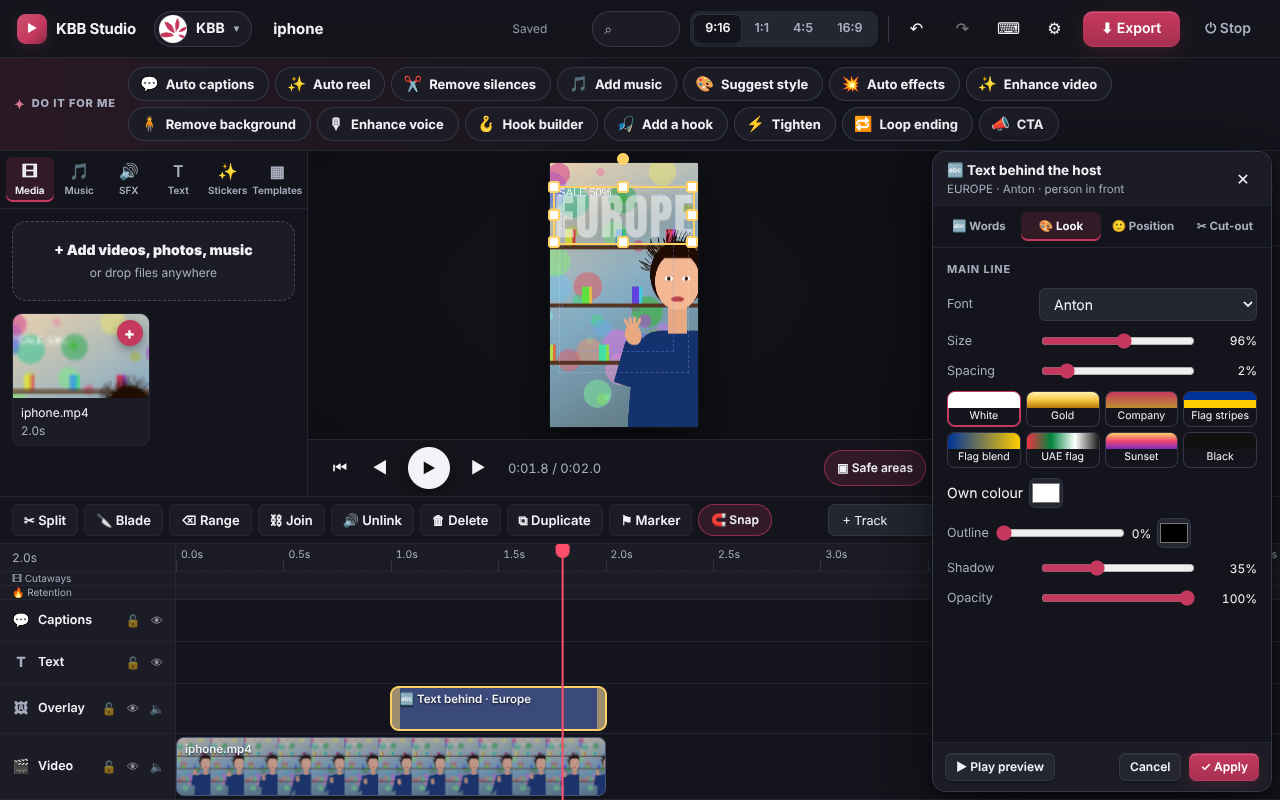 KBB Studio
KBB
iphone
Saved
9:16
1:1
4:5
16:9
Export
Stop
DO IT FOR ME
Auto captions
Auto reel
Remove silences
Add music
Suggest style
Auto effects
Enhance video
Remove background
Enhance voice
Hook builder
Add a hook
Tighten
Loop ending
CTA
Media
Music
SFX
Text
Stickers
Templates
+ Add videos, photos, music
or drop files anywhere
iphone.mp4
2.0s
SALE 50%
EUROPE
0:01.8 / 0:02.0
Safe areas
Text behind the host
EUROPE · Anton · person in front
Words
Look
Position
Cut-out
MAIN LINE
Font
Anton
Size
96%
Spacing
2%
White
Gold
Company
Flag stripes
Flag blend
UAE flag
Sunset
Black
Own colour
Outline
0%
Shadow
35%
Opacity
100%
Play preview
Cancel
Apply
Split
Blade
Range
Join
Unlink
Delete
Duplicate
Marker
Snap
+ Track
2.0s
0.0s
0.5s
1.0s
1.5s
2.0s
2.5s
3.0s
Cutaways
Retention
Captions
Text
Overlay
Text behind · Europe
Video
iphone.mp4